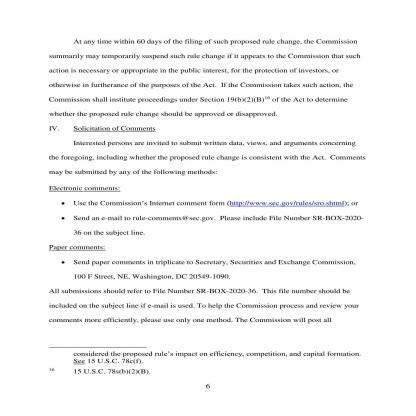 At any time within 60 days of the filing of such proposed rule change, the Commission
summarily may temporarily suspend such rule change if it appears to the Commission that such
action is necessary or appropriate in the public interest, for the protection of investors, or
otherwise in furtherance of the purposes of the Act.  If the Commission takes such action, the
Commission shall institute proceedings under Section 19(b)(2)(B)16 of the Act to determine
whether the proposed rule change should be approved or disapproved.
IV. Solicitation of Comments
Interested persons are invited to submit written data, views, and arguments concerning
the foregoing, including whether the proposed rule change is consistent with the Act.  Comments
may be submitted by any of the following methods:
Electronic comments:
• Use the Commission's Internet comment form (http://www.sec.gov/rules/sro.shtml); or
• Send an e-mail to rule-comments@sec.gov.  Please include File Number SR-BOX-2020-
36 on the subject line.
Paper comments:
• Send paper comments in triplicate to Secretary, Securities and Exchange Commission,
100 F Street, NE, Washington, DC 20549-1090.
All submissions should refer to File Number SR-BOX-2020-36.  This file number should be
included on the subject line if e-mail is used. To help the Commission process and review your
comments more efficiently, please use only one method. The Commission will post all
considered the proposed rule's impact on efficiency, competition, and capital formation.
See 15 U.S.C. 78c(f).
16 15 U.S.C. 78s(b)(2)(B).
6